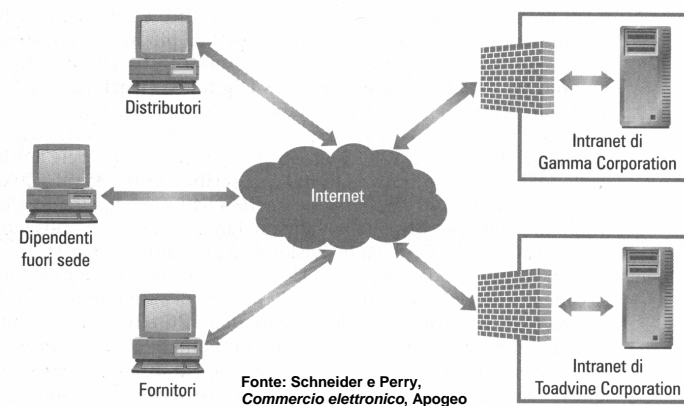 Distributori
Internet
Intranet di
Gamma Corporation
Dipendenti
fuori sede
Fornitori
Intranet di
Toadvine Corporation
Fonte: Schneider e Perry,
Commercio elettronico, Apogeo